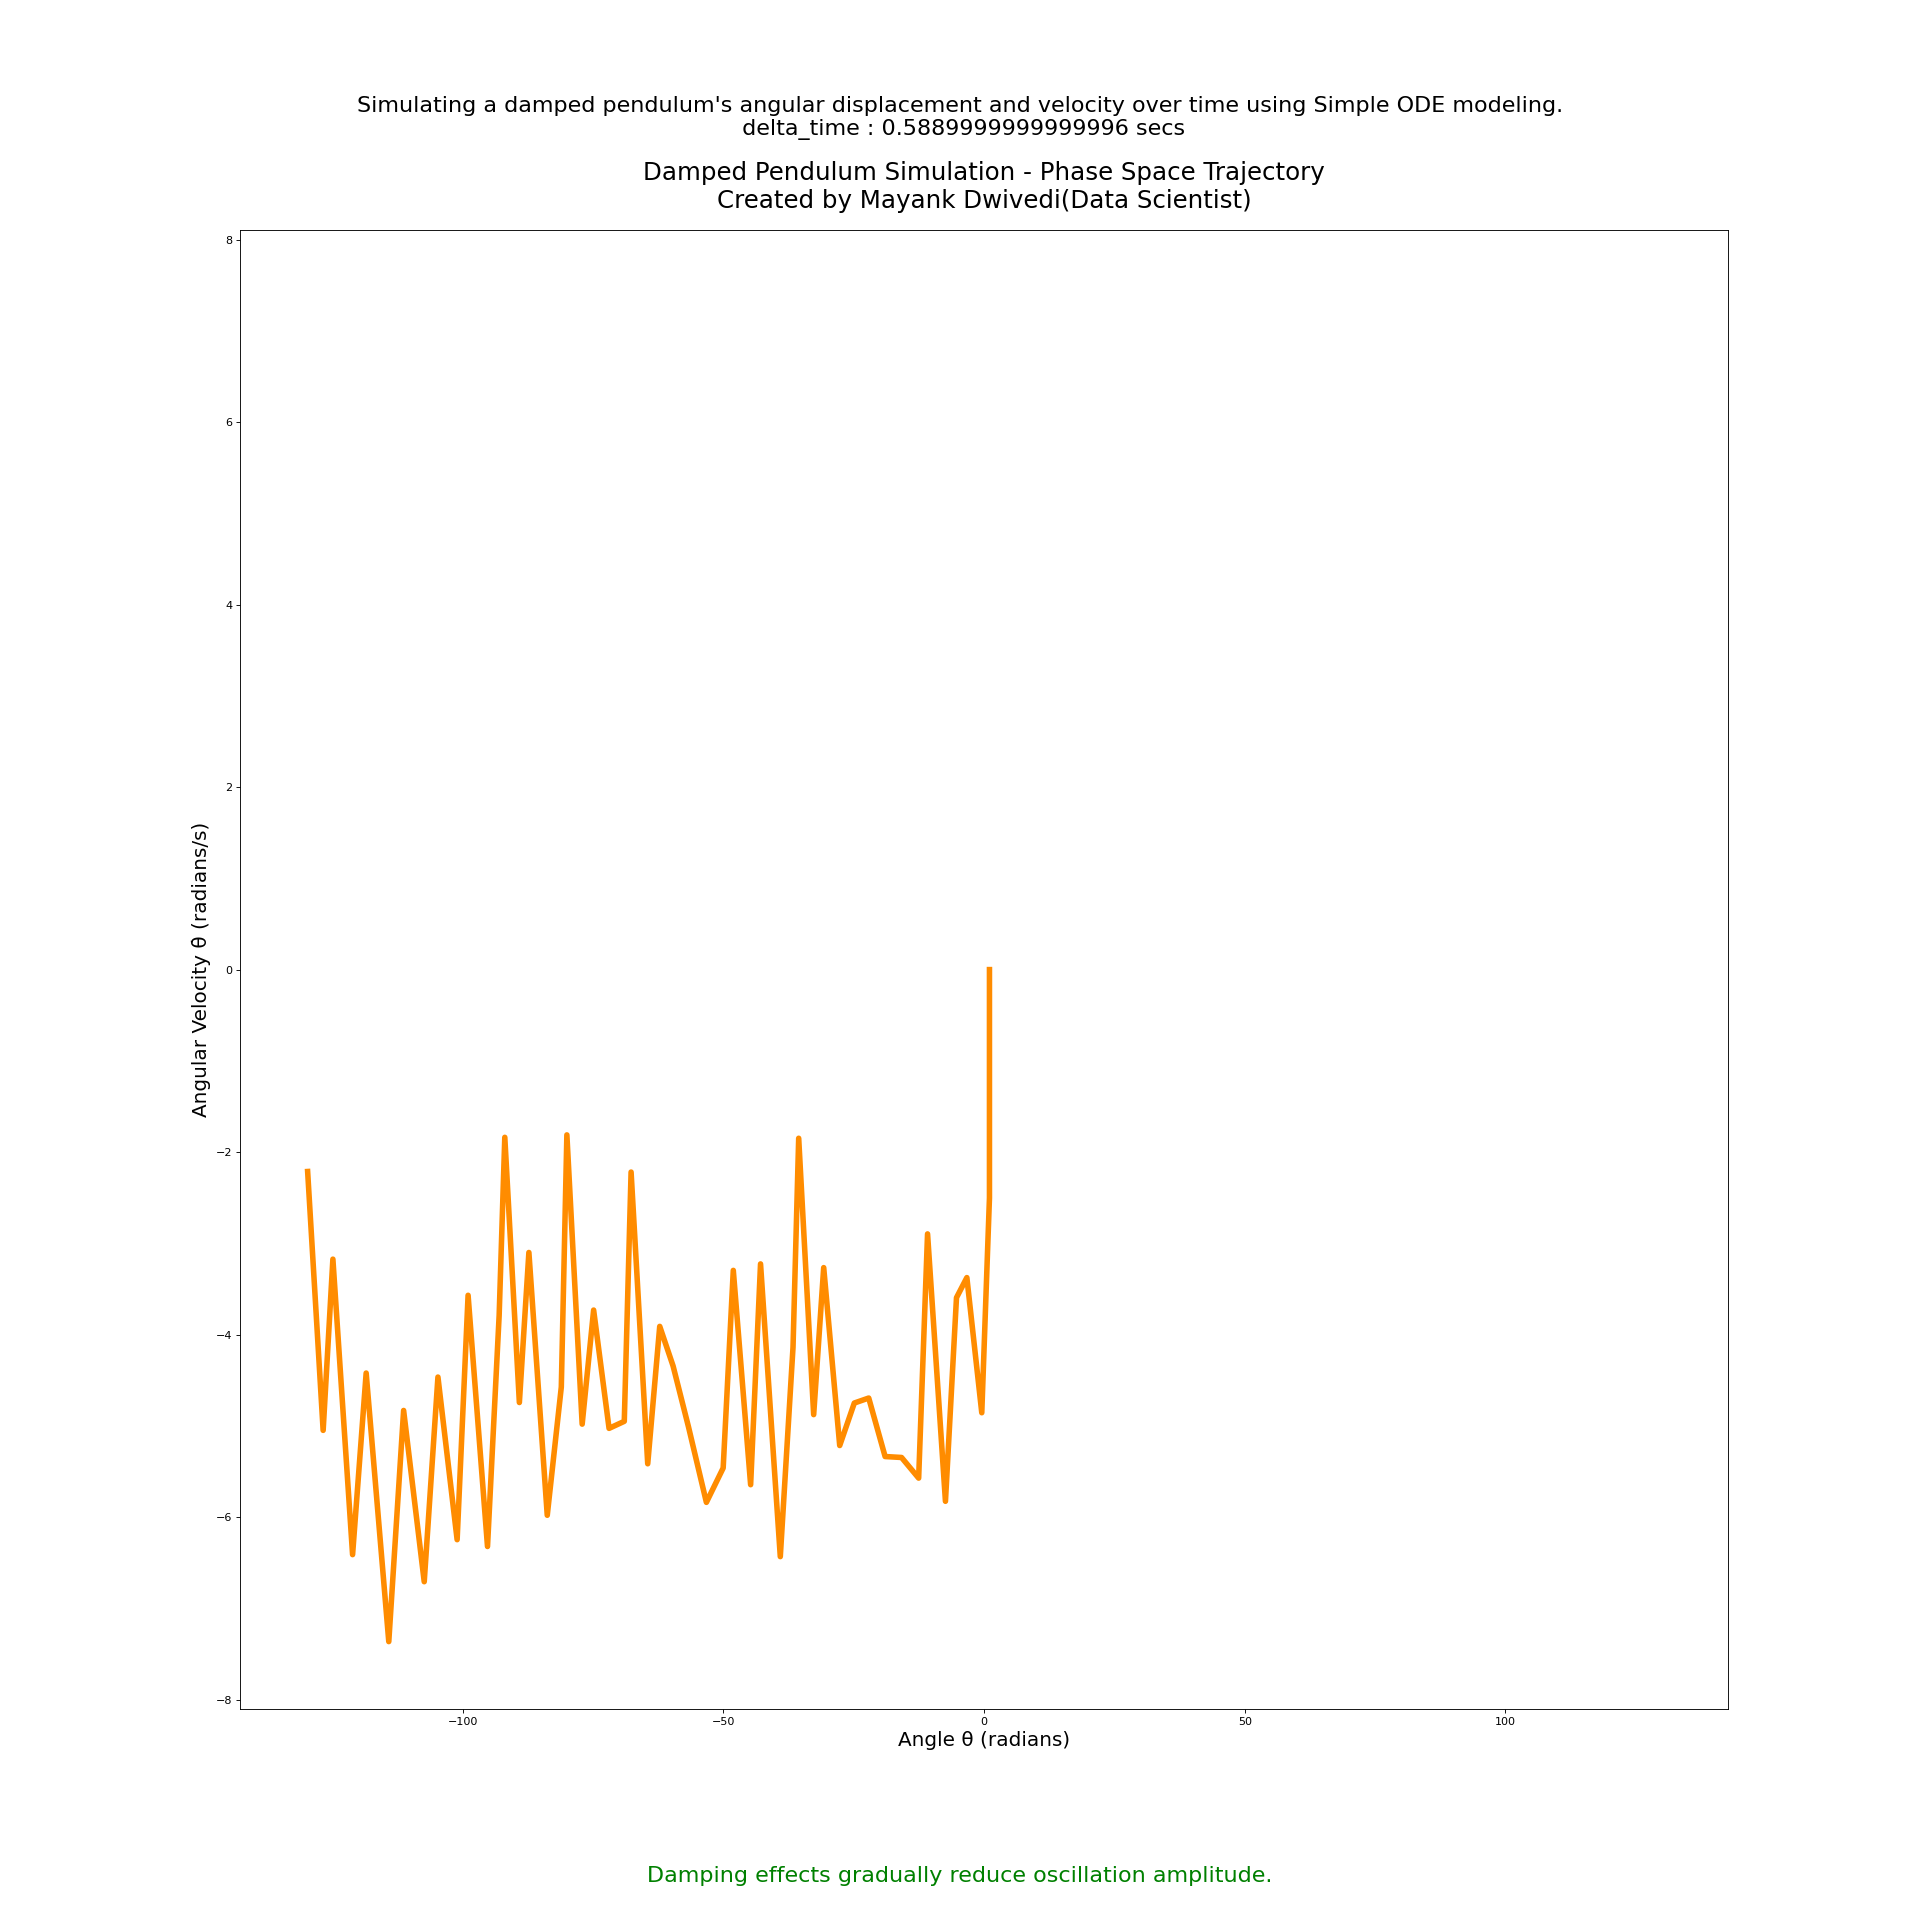 Simulating a damped pendulum's angular displacement and velocity over time using Simple ODE modeling.
delta_time : 0.5889999999999996 secs
Damped Pendulum Simulation - Phase Space Trajectory
Created by Mayank Dwivedi(Data Scientist)
8
6
4
2
0
−2
−4
−6
−8
Angular Velocity θ̇ (radians/s)
−100
−50
0
50
100
Angle θ (radians)
Damping effects gradually reduce oscillation amplitude.